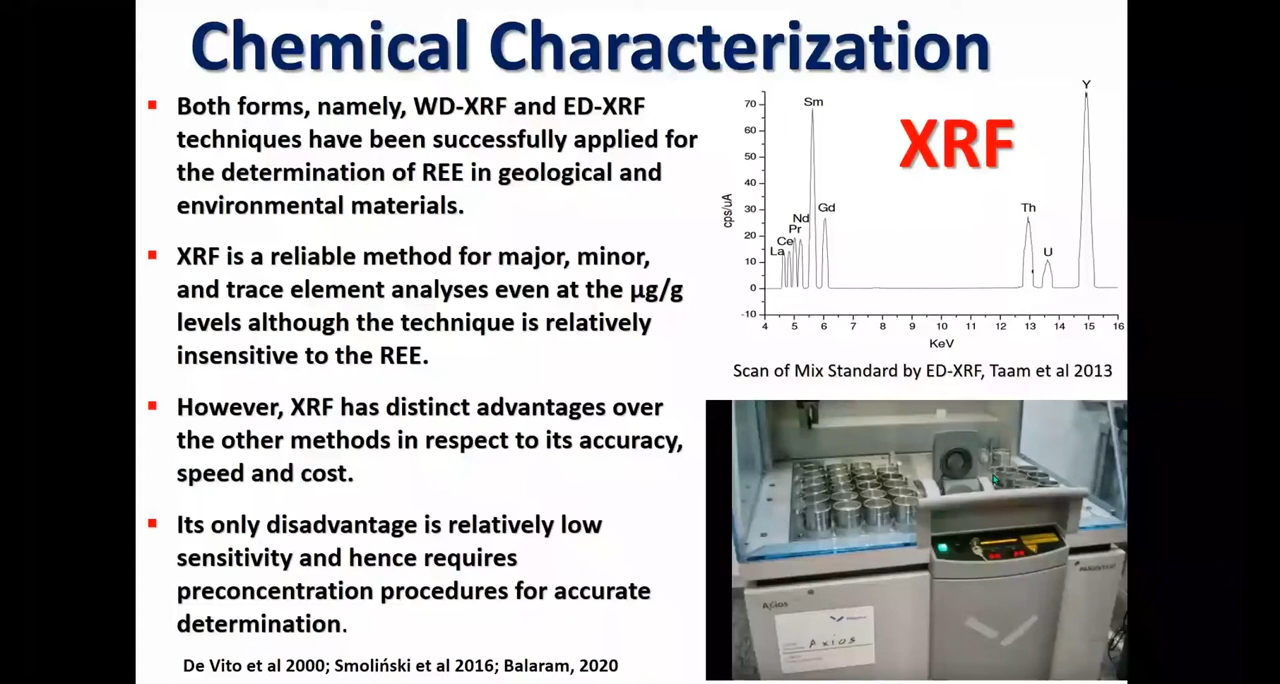 Chemical Characterization
▪ Both forms, namely, WD-XRF and ED-XRF
techniques have been successfully applied for
the determination of REE in geological and
environmental materials.
▪ XRF is a reliable method for major, minor,
and trace element analyses even at the µg/g
levels although the technique is relatively
insensitive to the REE.
▪ However, XRF has distinct advantages over
the other methods in respect to its accuracy,
speed and cost.
▪ Its only disadvantage is relatively low
sensitivity and hence requires
preconcentration procedures for accurate
determination.
De Vito et al 2000; Smoliński et al 2016; Balaram, 2020
XRF
Y
Sm
Th
Gd
Nd
Pr
Ce
La
U
70
60
50
40
30
20
10
0
-10
cps/uA
4 5 6 7 8 9 10 11 12 13 14 15 16
KeV
Scan of Mix Standard by ED-XRF, Taam et al 2013
Axios
PANalytical
Axios